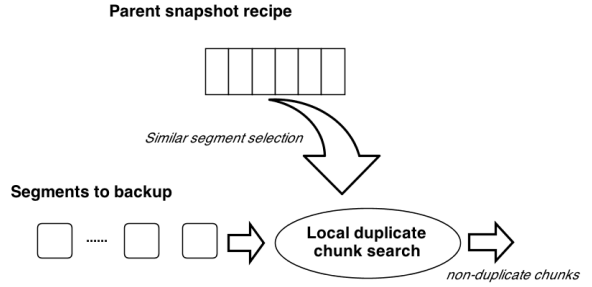 Parent snapshot recipe
Similar segment selection
Segments to backup
......
Local duplicate
chunk search
non-duplicate chunks